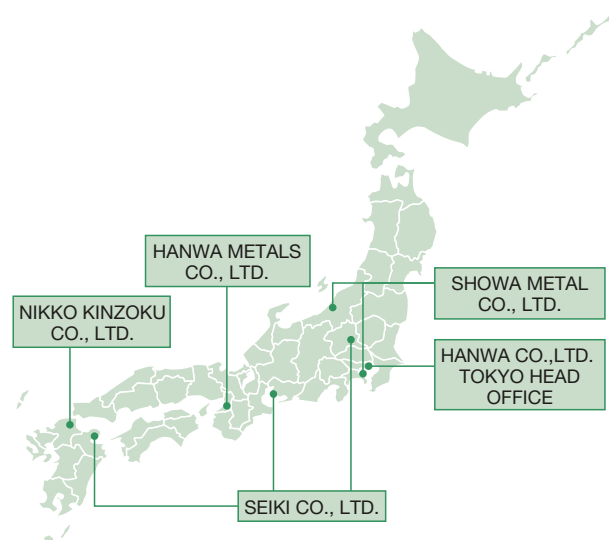 HANWA METALS
CO., LTD.
SHOWA METAL
CO., LTD.
NIKKO KINZOKU
CO., LTD.
HANWA CO.,LTD.
TOKYO HEAD
OFFICE
SEIKI CO., LTD.